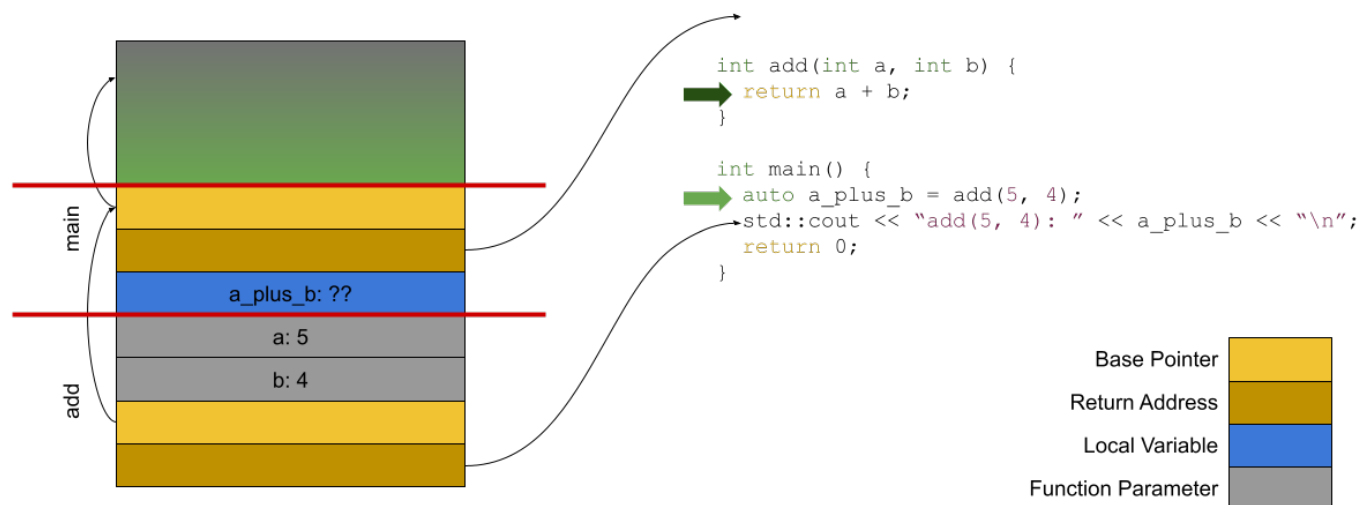 int add(int a, int b) {
return a + b;
}
int main() {
auto a_plus_b = add(5, 4);
std::cout << “add(5, 4): ” << a_plus_b << “\n”;
return 0;
}
main
a_plus_b: ??
a: 5
b: 4
add
Base Pointer
Return Address
Local Variable
Function Parameter